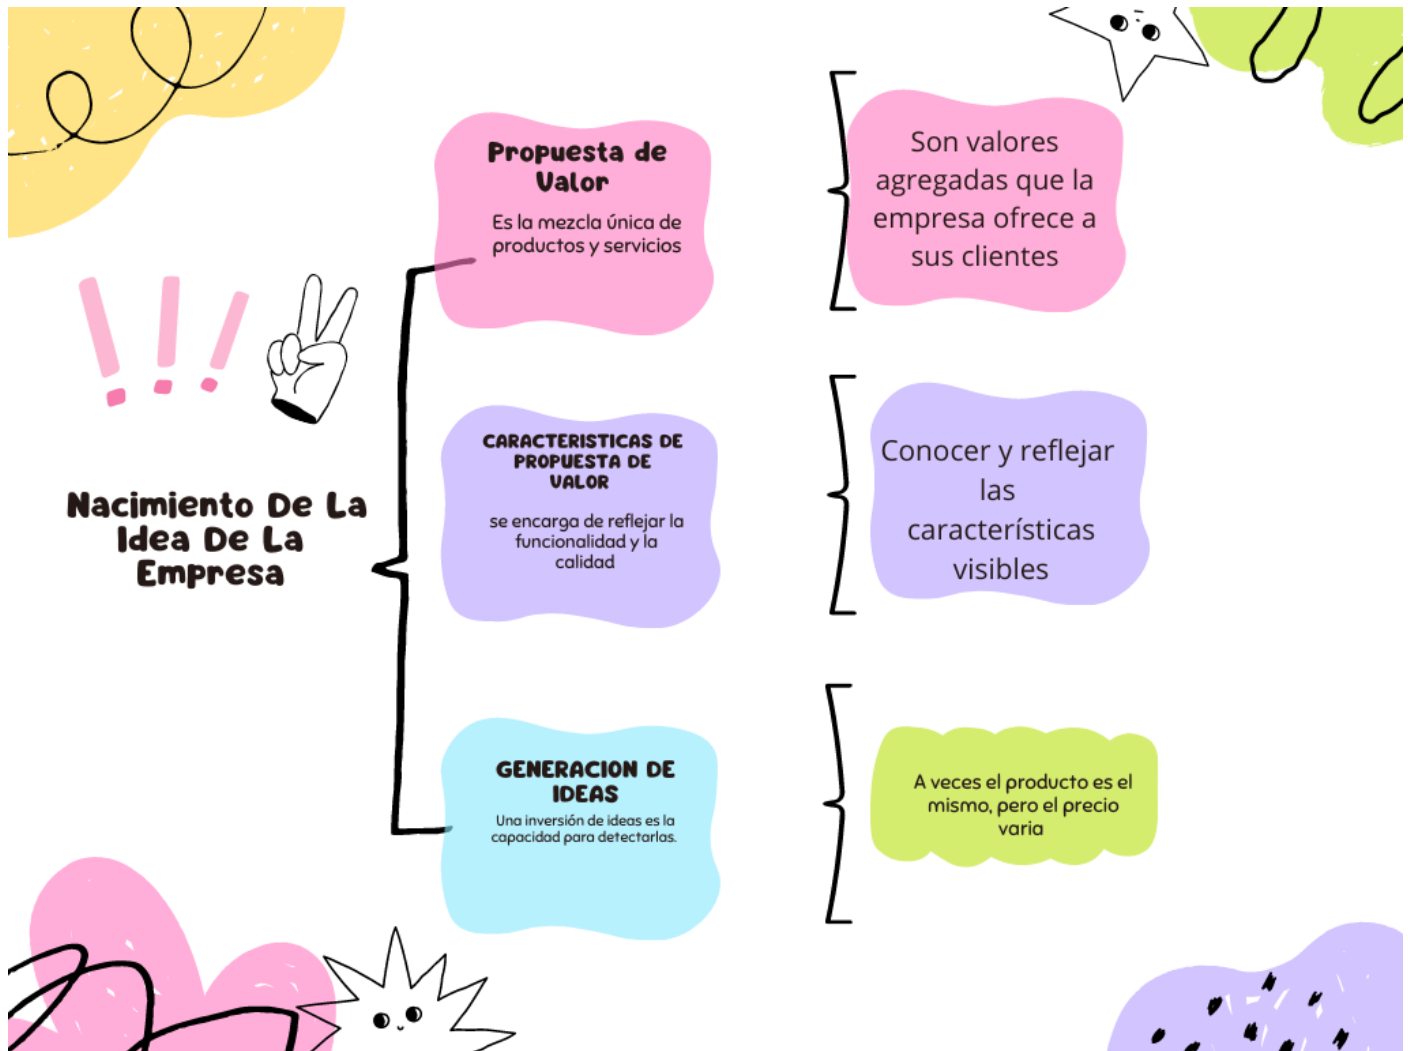 Nacimiento De La
Idea De La
Empresa
Propuesta de
Valor
Es la mezcla única de
productos y servicios
Son valores
agregadas que la
empresa ofrece a
sus clientes
CARACTERISTICAS DE
PROPUESTA DE
VALOR
se encarga de reflejar la
funcionalidad y la
calidad
Conocer y reflejar
las
características
visibles
GENERACION DE
IDEAS
Una inversión de ideas es la
capacidad para detectarlas.
A veces el producto es el
mismo, pero el precio
varia